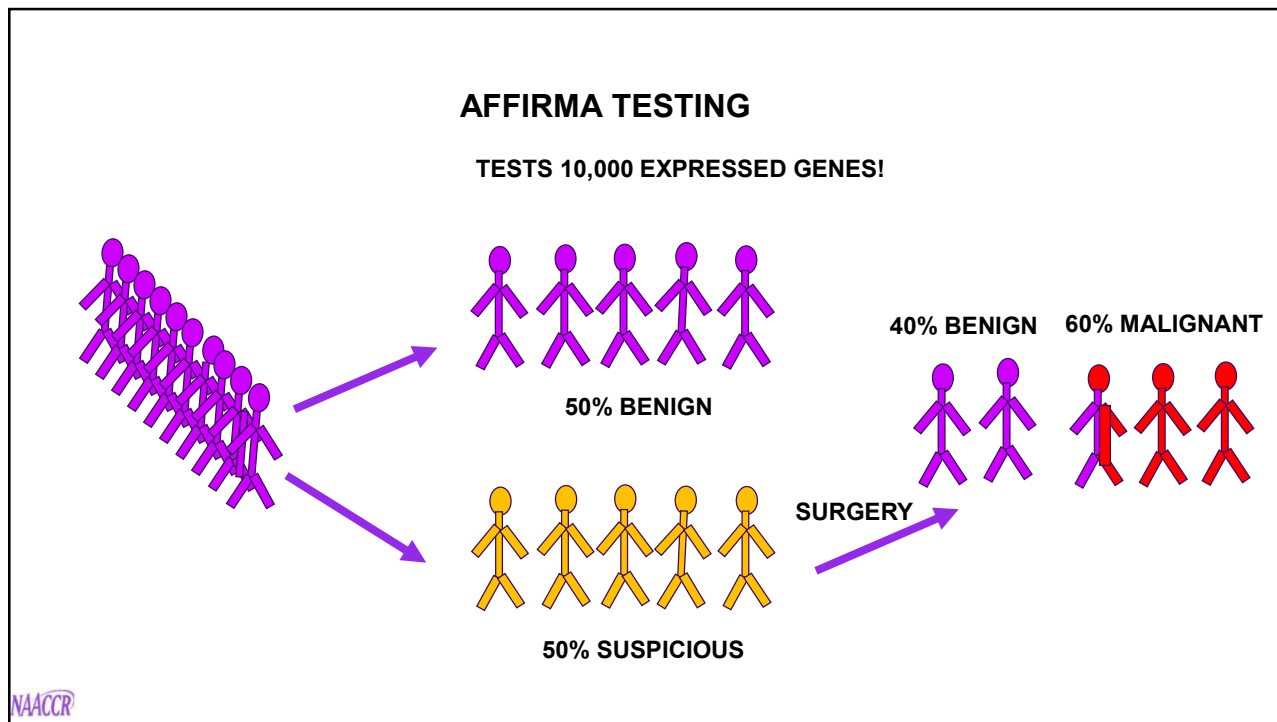 AFFIRMA TESTING
TESTS 10,000 EXPRESSED GENES!
50% BENIGN
40% BENIGN
60% MALIGNANT
SURGERY
50% SUSPICIOUS
NAACCR